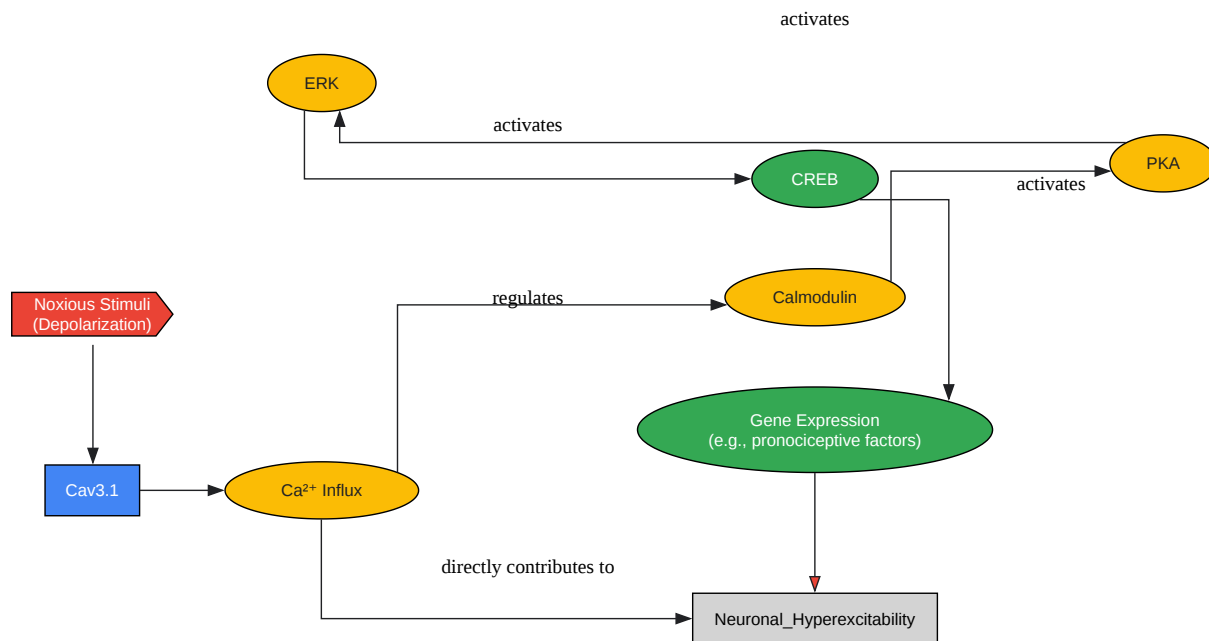 activates
ERK
activates
PKA
CREB
activates
Noxious Stimuli
(Depolarization)
regulates
Calmodulin
Gene Expression
(e.g., pronociceptive factors)
Cav3.1
Ca²⁺ Influx
directly contributes to
Neuronal_Hyperexcitability